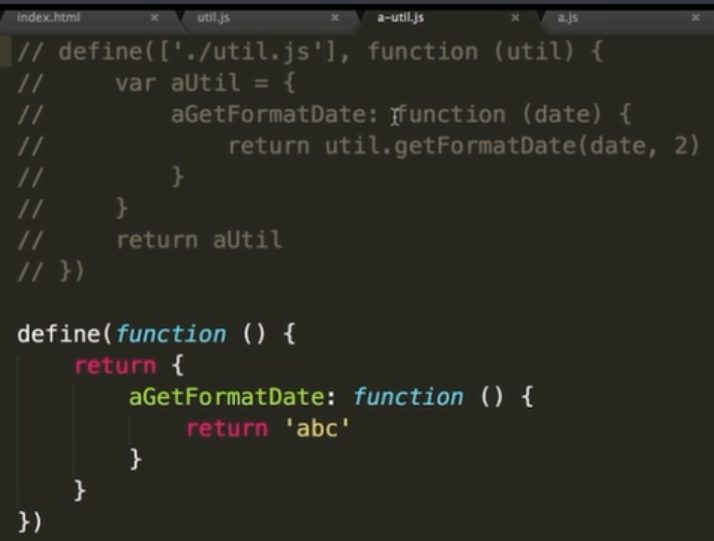 index.html × util.js × a-util.js × a.js ×
// define(['./util.js'], function (util) {
//     var aUtil = {
//         aGetFormatDate: function (date) {
//             return util.getFormatDate(date, 2)
//         }
//     }
//     return aUtil
// })
define(function () {
    return {
        aGetFormatDate: function () {
            return 'abc'
        }
    }
})